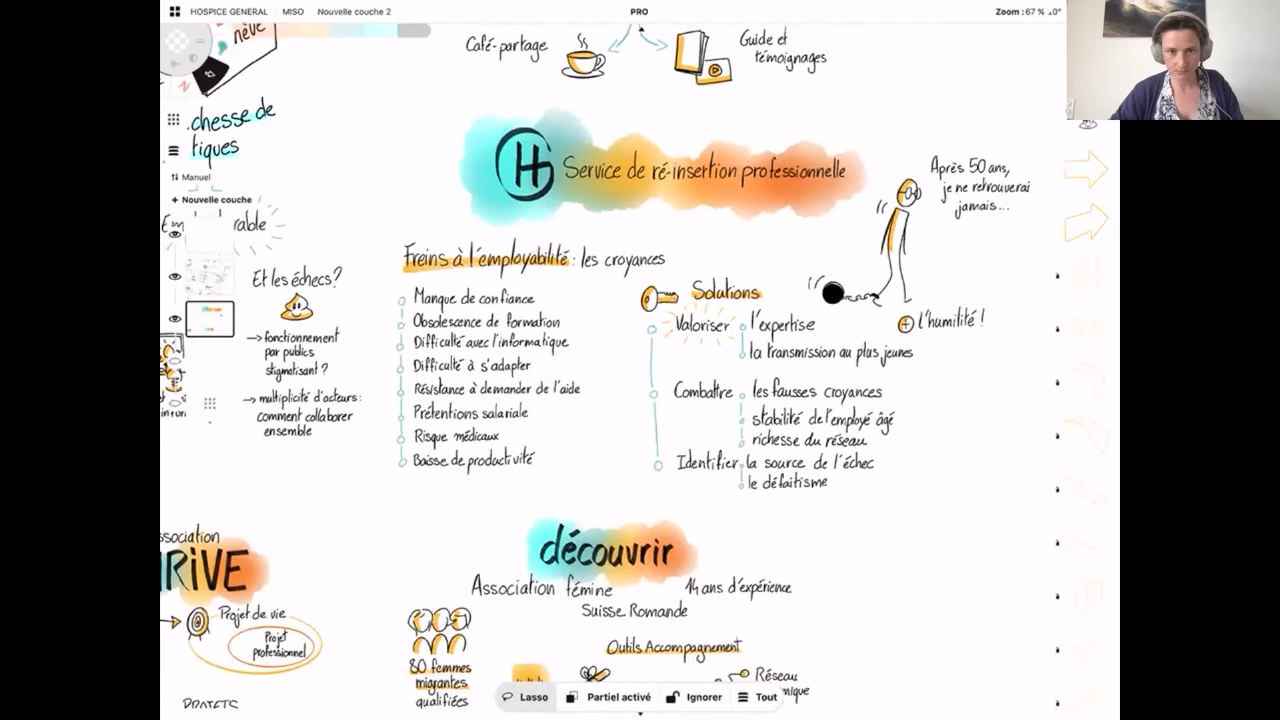 HOSPICE GENERAL
MISO
Nouvelle couche 2
PRO
Zoom : 67 % 0°
nève
Café-partage
Guide et
témoignages
chesse de
tiques
Manuel
+ Nouvelle couche
rable
H Service de ré-insertion professionnelle
Après 50 ans,
je ne retrouverai
jamais...
Et les échecs?
→ fonctionnement
par publics
stigmatisant ?
→ multiplicité d'acteurs :
comment collaborer
ensemble
Freins à l'employabilité : les croyances
Manque de confiance
Obsolescence de formation
Difficulté avec l'informatique
Difficulté à s'adapter
Résistance à demander de l'aide
Prétentions salariale
Risque médicaux
Baisse de productivité
Solutions
+ l'humilité !
Valoriser l'expertise
la transmission au plus jeunes
Combattre les fausses croyances
stabilité de l'employé âgé
richesse du réseau
Identifier la source de l'échec
le défaitisme
ssociation
RiVE
Projet de vie
Projet
professionnel
découvrir
Association fémine
14 ans d'expérience
Suisse Romande
Outils Accompagnement
80 femmes
migrantes
qualifiées
Réseau
mique
Lasso
Partiel activé
Ignorer
Tout